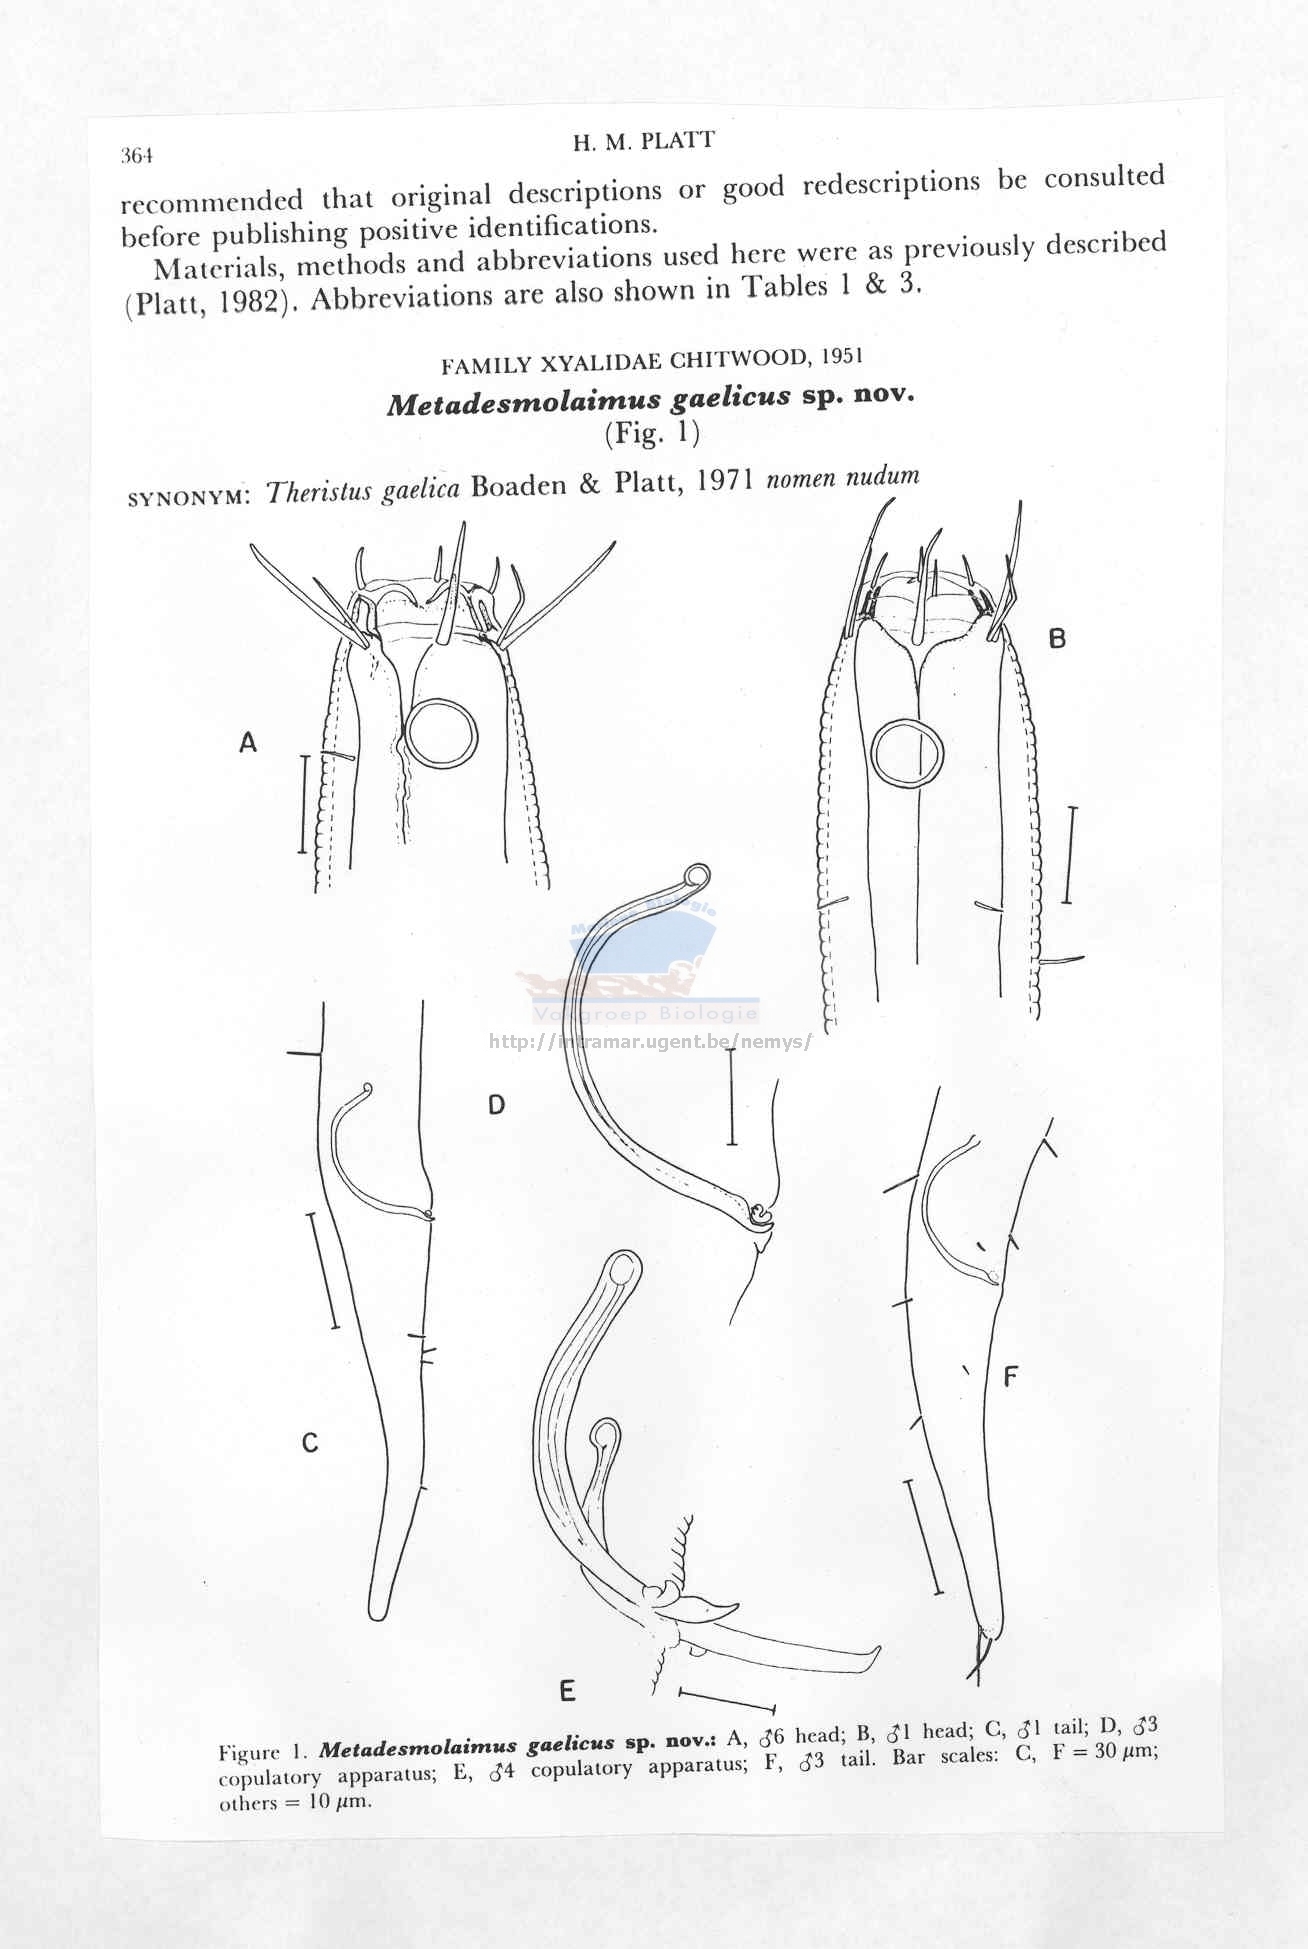 364
H. M. PLATT
recommended that original descriptions or good redescriptions be consulted
before publishing positive identifications.
Materials, methods and abbreviations used here were as previously described
(Platt, 1982). Abbreviations are also shown in Tables 1 & 3.
FAMILY XYALIDAE CHITWOOD, 1951
Metadesmolaimus gaelicus sp. nov.
(Fig. 1)
SYNONYM: Theristus gaelica Boaden & Platt, 1971 nomen nudum
B
A
Marine Biologie
Vakgroep Biologie
http://intramar.ugent.be/nemys/
D
F
C
E
Figure 1. Metadesmolaimus gaelicus sp. nov.: A, ♂6 head; B, ♂1 head; C, ♂1 tail; D, ♂3
copulatory apparatus; E, ♂4 copulatory apparatus; F, ♂3 tail. Bar scales: C, F = 30 μm;
others = 10 μm.